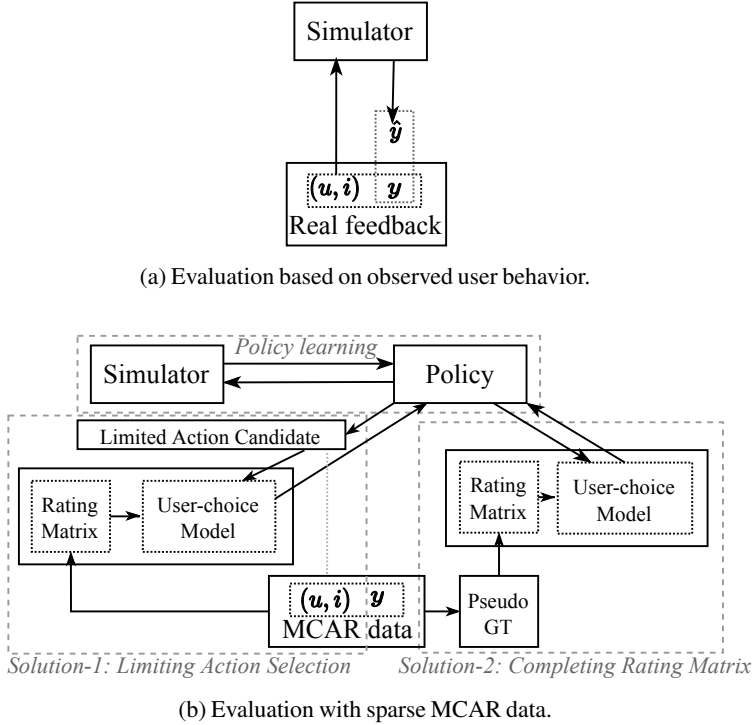 Simulator
ŷ
(u, i) y
Real feedback
(a) Evaluation based on observed user behavior.
Policy learning
Simulator
Policy
Limited Action Candidate
Rating
Matrix
User-choice
Model
Rating
Matrix
User-choice
Model
(u, i) y
MCAR data
Pseudo
GT
Solution-1: Limiting Action Selection
Solution-2: Completing Rating Matrix
(b) Evaluation with sparse MCAR data.